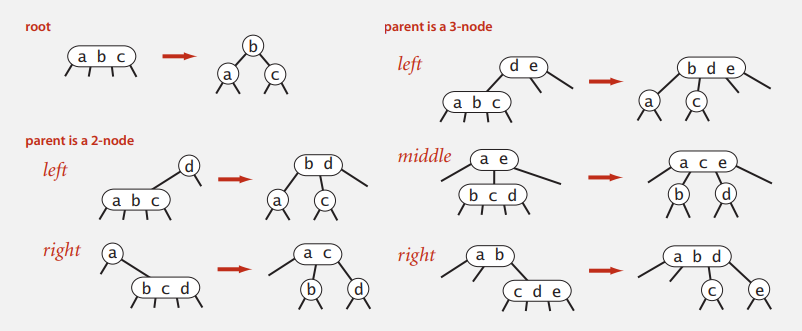 root
a b c
b
a
c
parent is a 2-node
left
d
a b c
b d
a
c
right
a
b c d
a c
b
d
parent is a 3-node
left
d e
a b c
b d e
a
c
middle
a e
b c d
a c e
b
d
right
a b
c d e
a b d
c
e